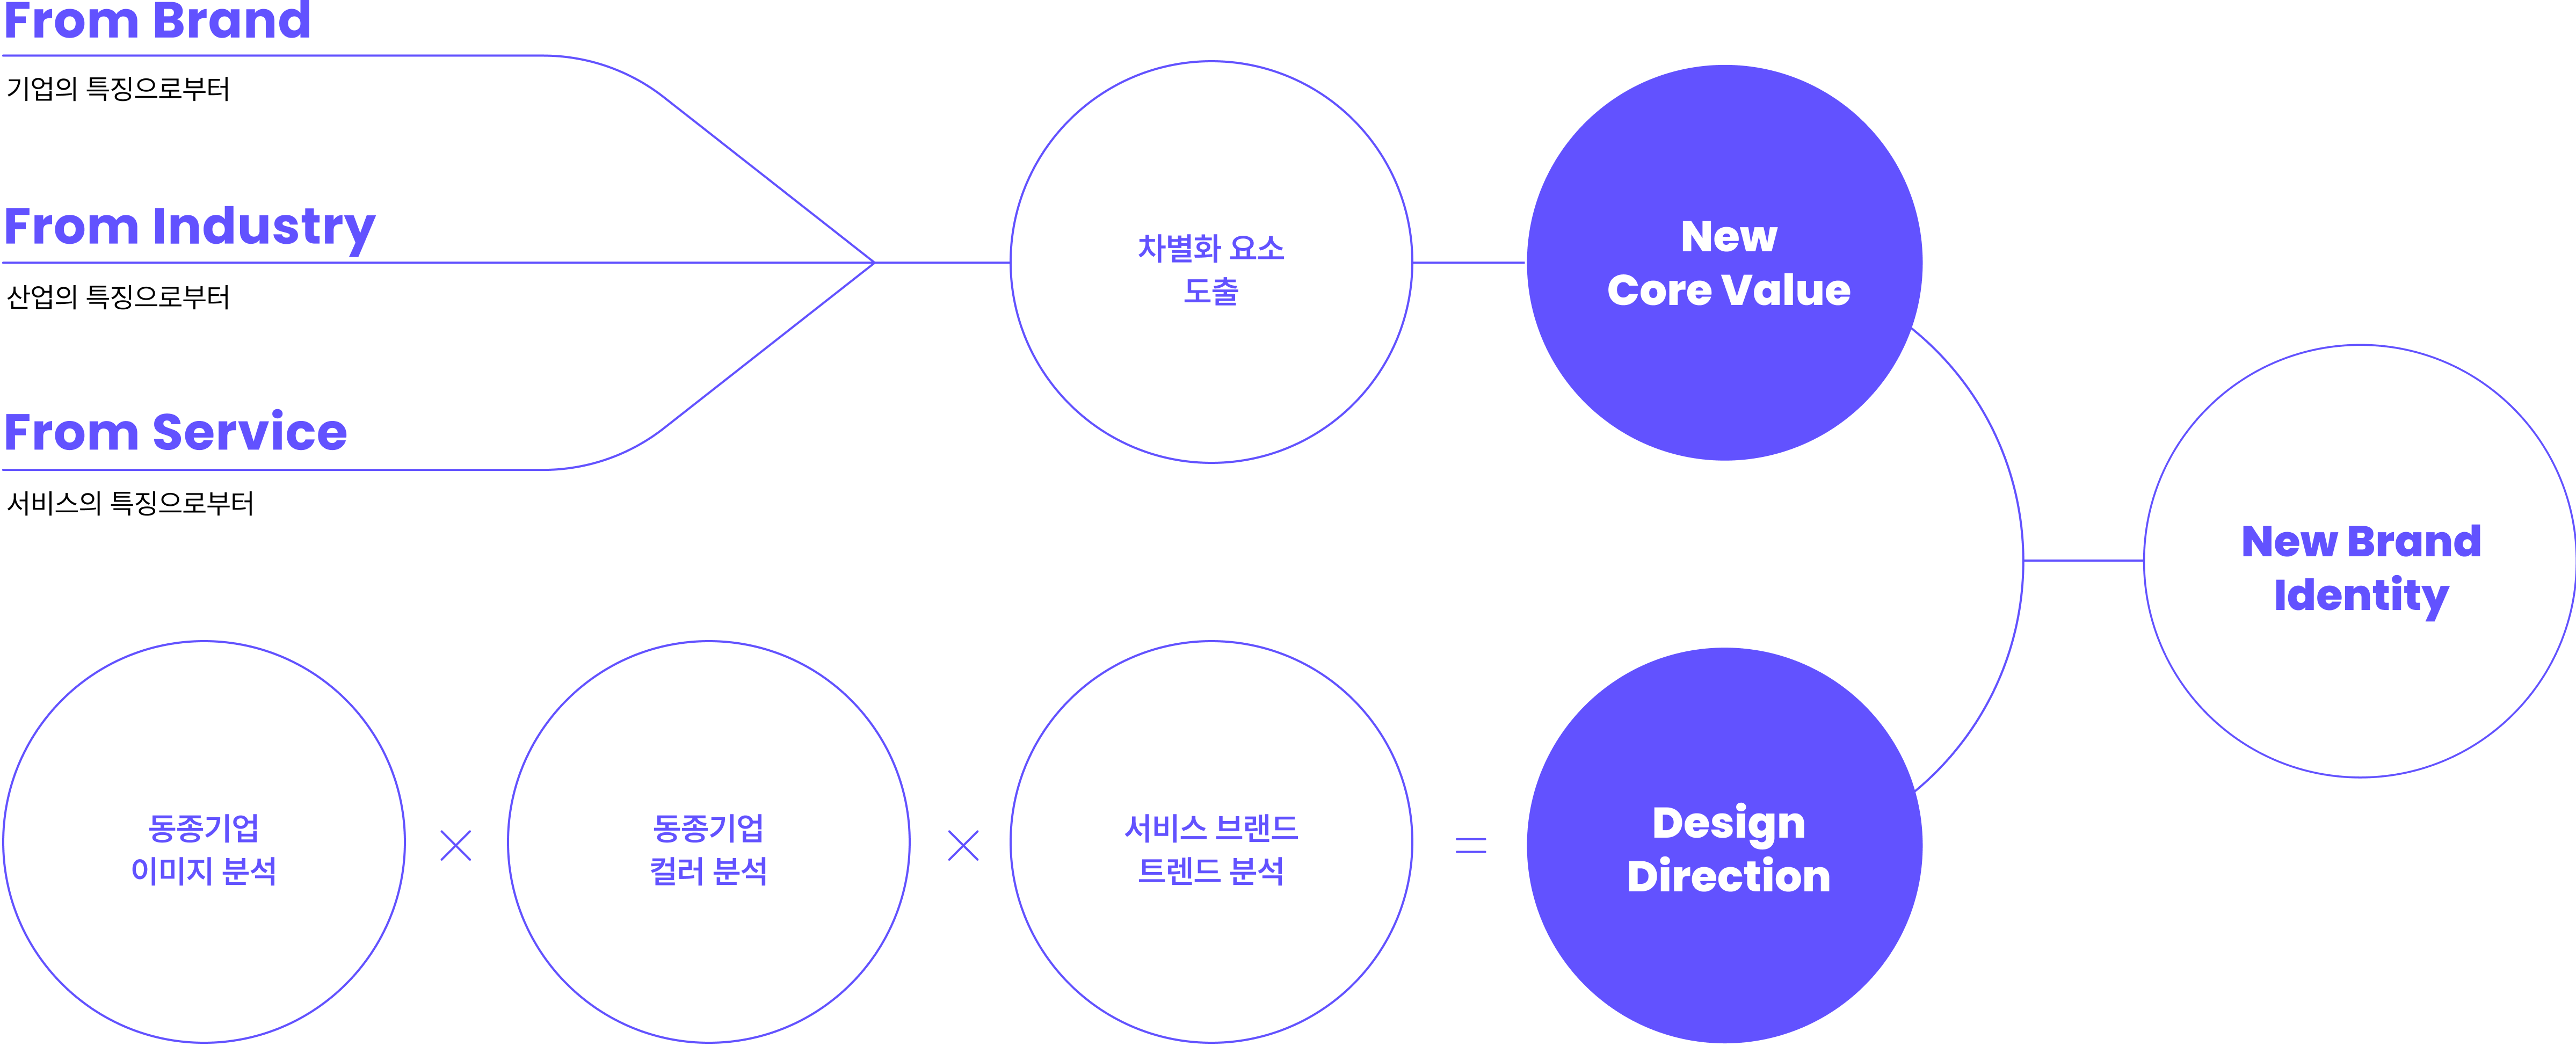 From Brand
기업의 특징으로부터
From Industry
산업의 특징으로부터
From Service
서비스의 특징으로부터
차별화 요소
도출
New
Core Value
New Brand
Identity
동종기업
이미지 분석
×
동종기업
컬러 분석
×
서비스 브랜드
트렌드 분석
=
Design
Direction